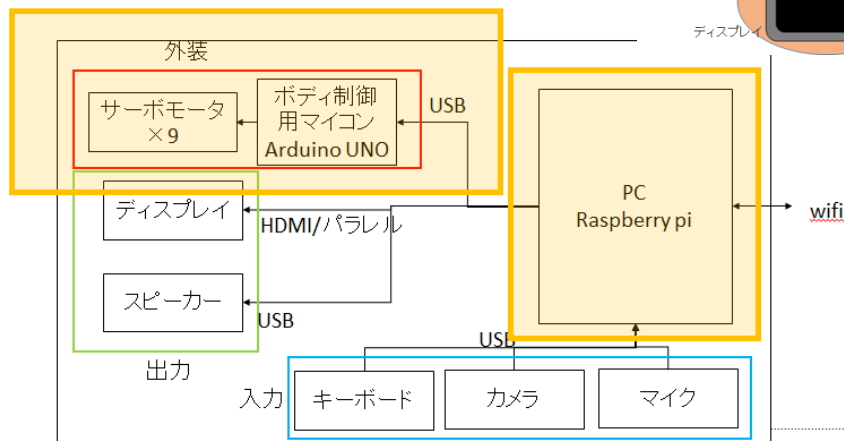 ディスプレイ
外装
サーボモータ
×9
ボディ制御
用マイコン
Arduino UNO
USB
PC
Raspberry pi
wifi
ディスプレイ
HDMI/パラレル
スピーカー
USB
出力
USB
入力
キーボード
カメラ
マイク